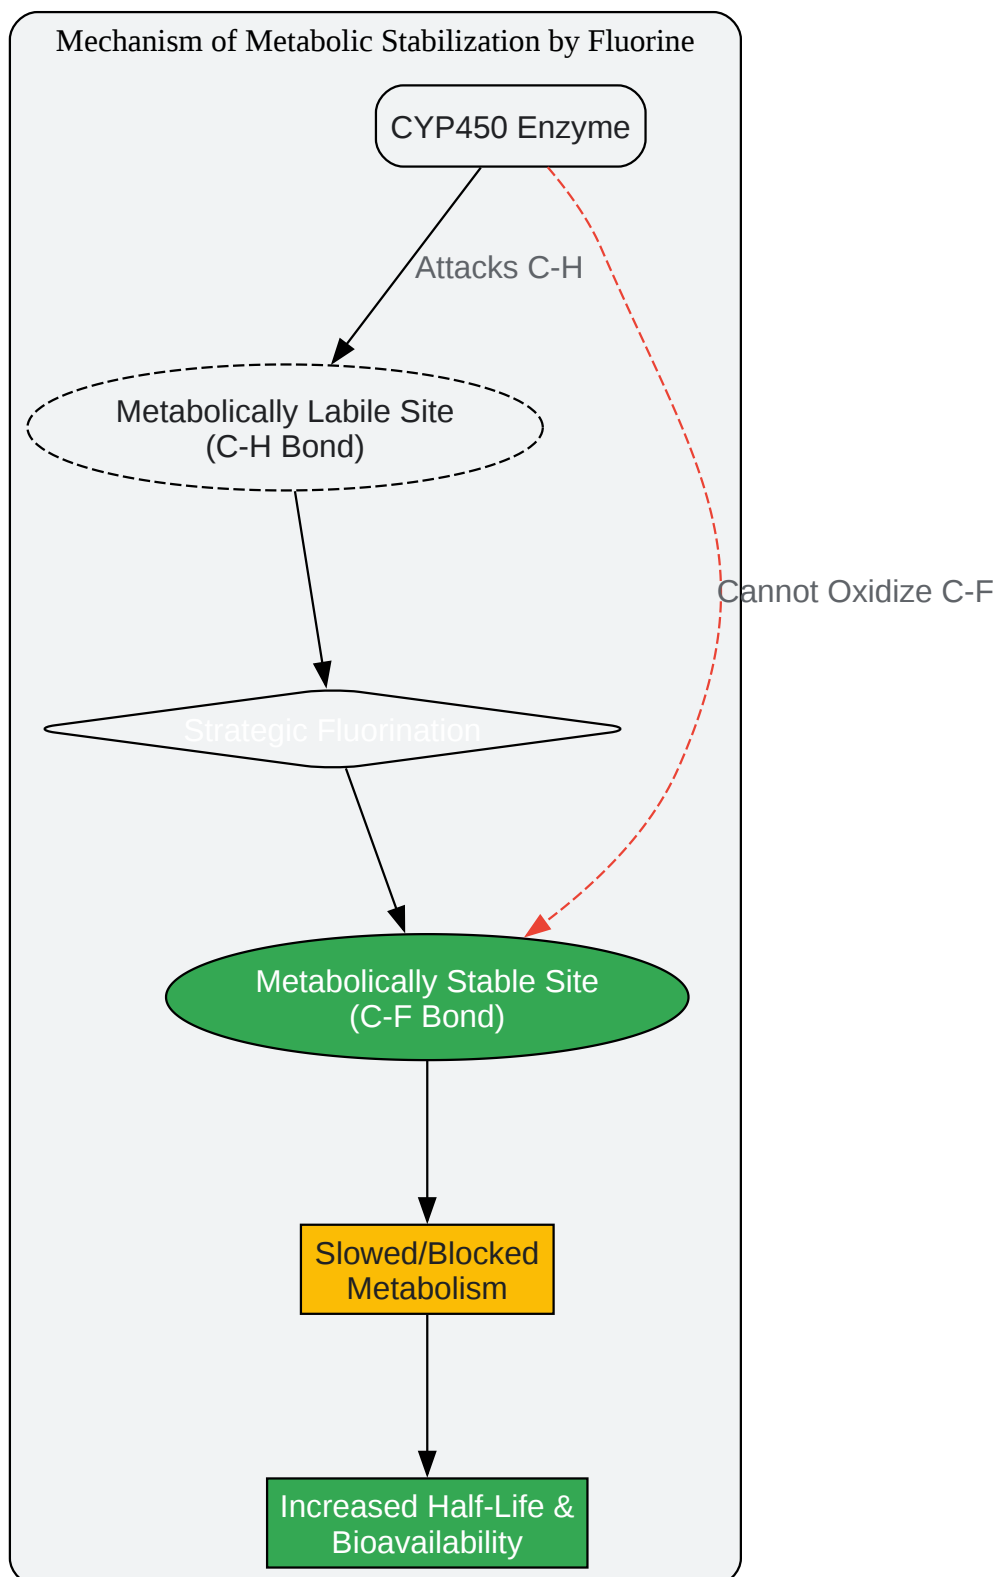 Mechanism of Metabolic Stabilization by Fluorine
CYP450 Enzyme
Attacks C-H
Metabolically Labile Site
(C-H Bond)
Cannot Oxidize C-F
Strategic Fluorination
Metabolically Stable Site
(C-F Bond)
Slowed/Blocked
Metabolism
Increased Half-Life &
Bioavailability